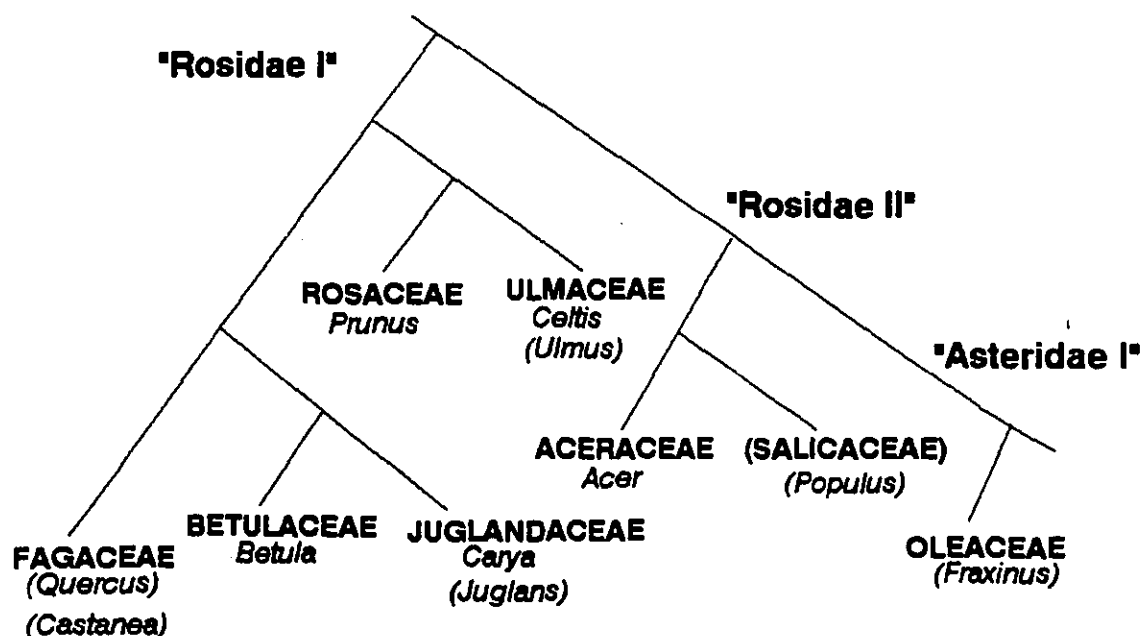 "Rosidae I"
"Rosidae II"
ROSACEAE
Prunus
ULMACEAE
Celtis
(Ulmus)
"Asteridae I"
ACERACEAE
Acer
(SALICACEAE)
(Populus)
FAGACEAE
(Quercus)
(Castanea)
BETULACEAE
Betula
JUGLANDACEAE
Carya
(Juglans)
OLEACEAE
(Fraxinus)